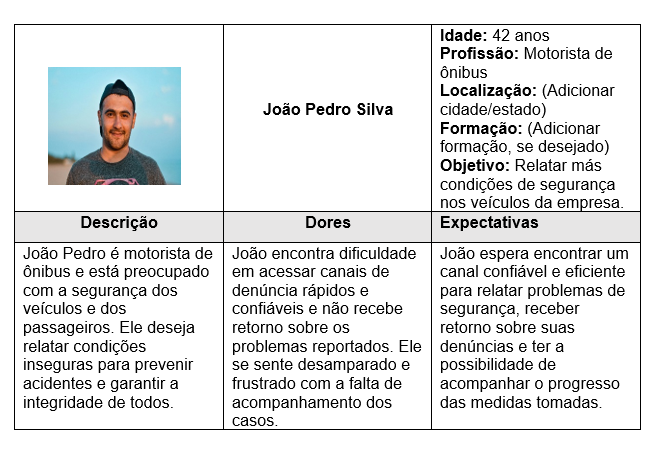 João Pedro Silva
Idade: 42 anos
Profissão: Motorista de
ônibus
Localização: (Adicionar
cidade/estado)
Formação: (Adicionar
formação, se desejado)
Objetivo: Relatar más
condições de segurança
nos veículos da empresa.
Descrição
Dores
Expectativas
João Pedro é motorista de
ônibus e está preocupado
com a segurança dos
veículos e dos
passageiros. Ele deseja
relatar condições
inseguras para prevenir
acidentes e garantir a
integridade de todos.
João encontra dificuldade
em acessar canais de
denúncia rápidos e
confiáveis e não recebe
retorno sobre os
problemas reportados. Ele
se sente desamparado e
frustrado com a falta de
acompanhamento dos
casos.
João espera encontrar um
canal confiável e eficiente
para relatar problemas de
segurança, receber
retorno sobre suas
denúncias e ter a
possibilidade de
acompanhar o progresso
das medidas tomadas.